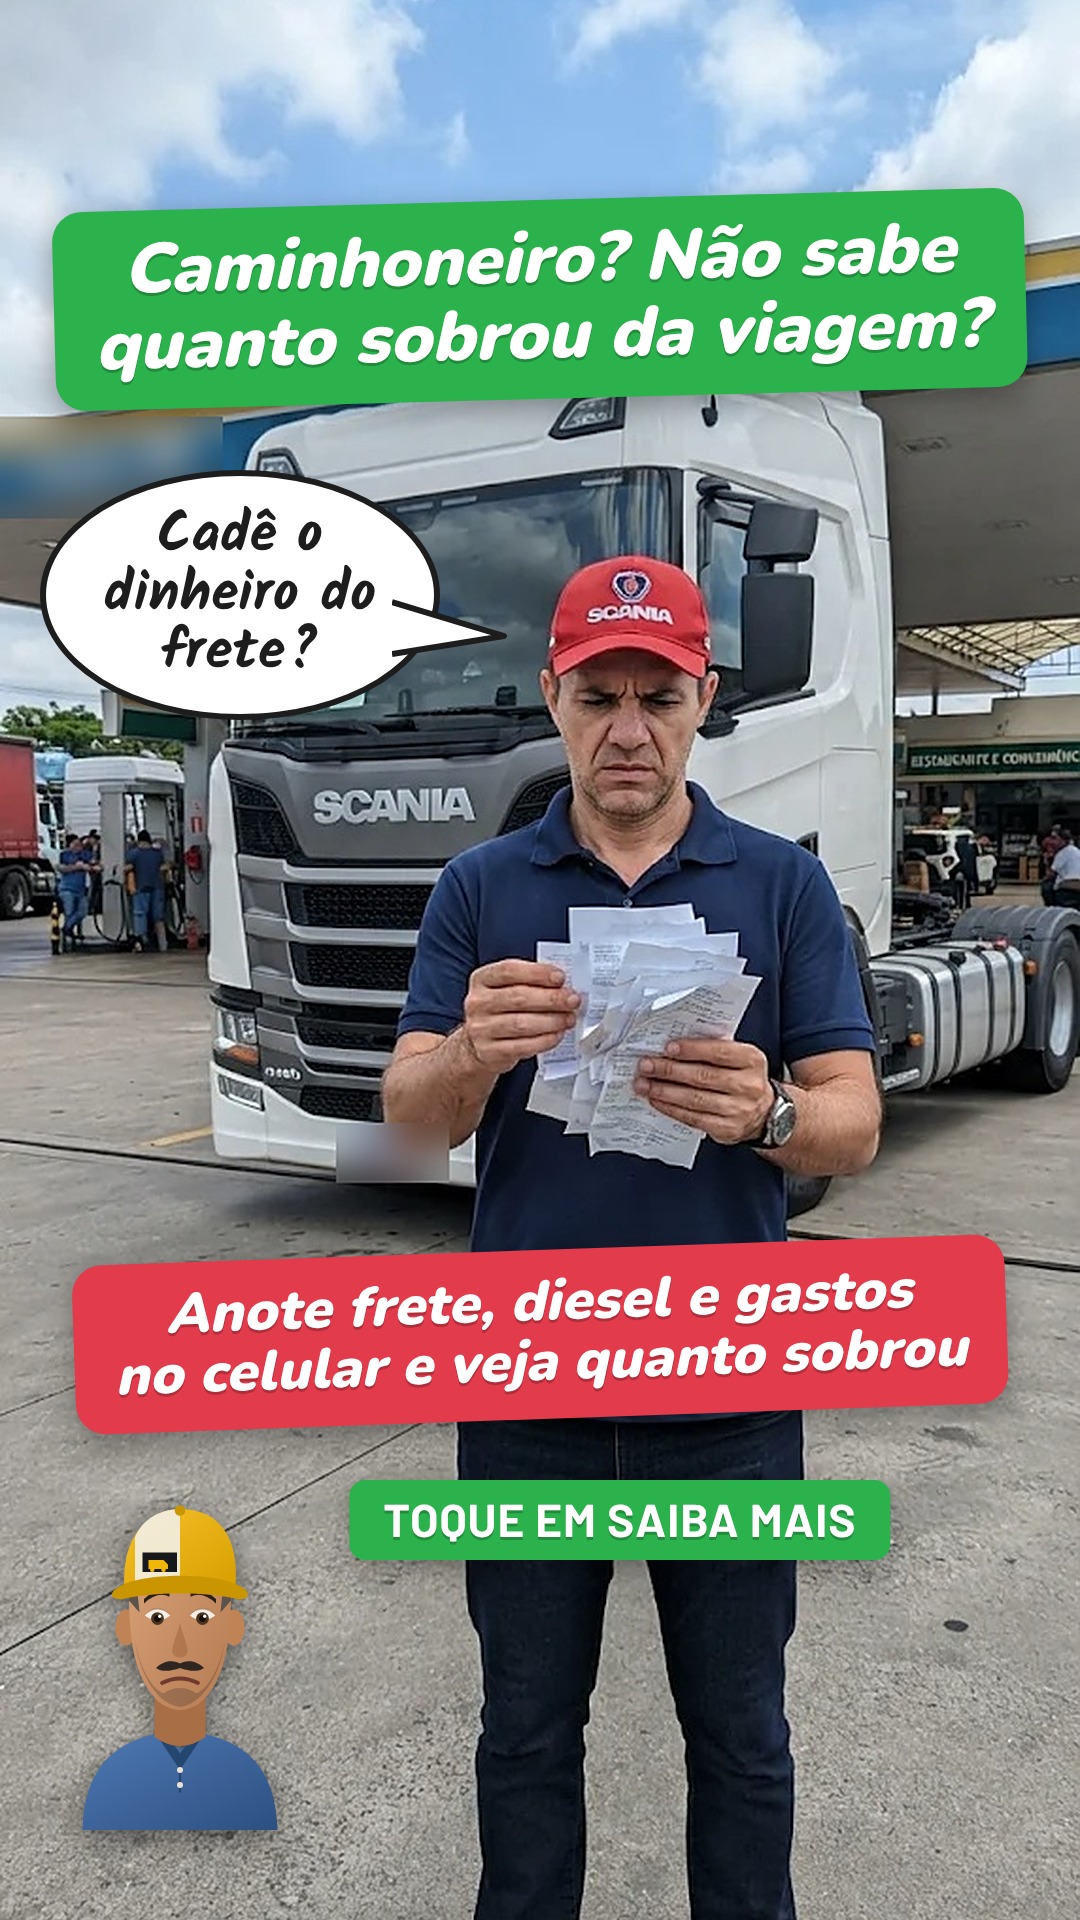 Caminhoneiro? Não sabe
quanto sobrou da viagem?
Cadê o
dinheiro do
frete?
SCANIA
SCANIA
RESTAURANTE E CONVENIÊNC
Anote frete, diesel e gastos
no celular e veja quanto sobrou
TOQUE EM SAIBA MAIS